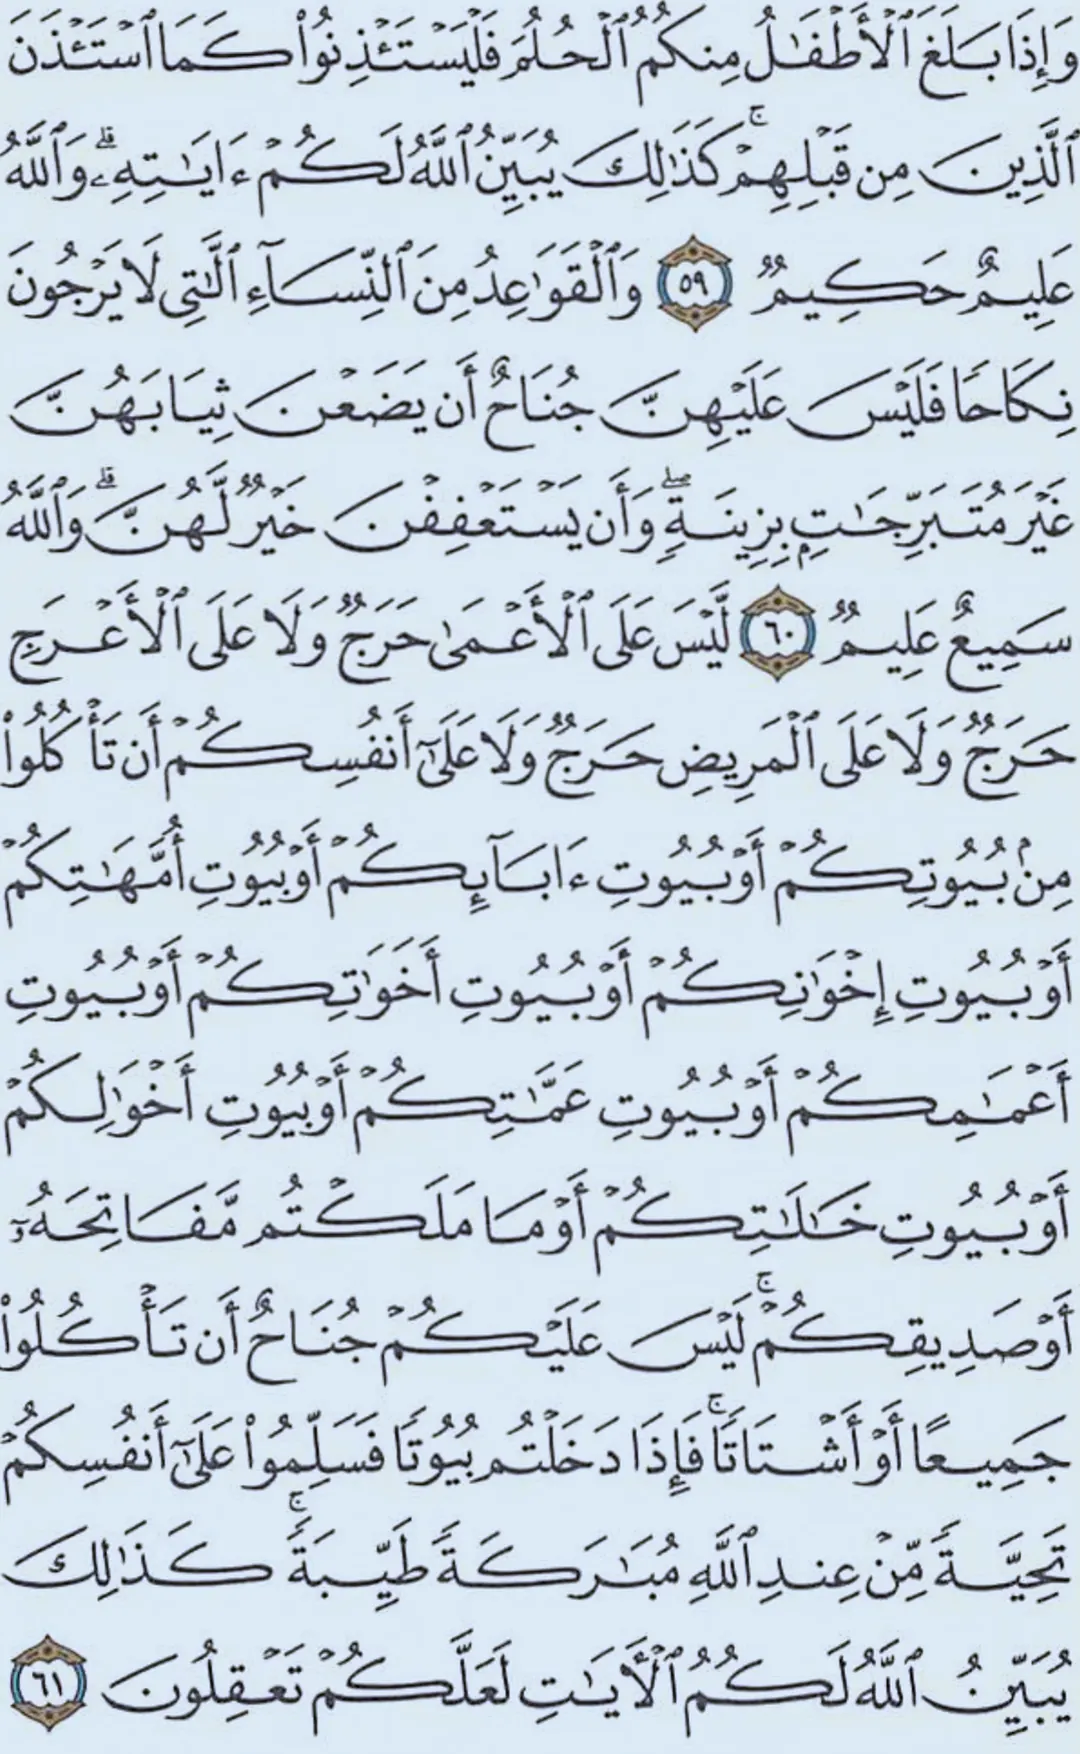 وَإِذَا بَلَغَ ٱلْأَطْفَـٰلُ مِنكُمُ ٱلْحُلُمَ فَلْيَسْتَـْٔذِنُوا۟ كَمَا ٱسْتَـْٔذَنَ
ٱلَّذِينَ مِن قَبْلِهِمْ ۚ كَذَٰلِكَ يُبَيِّنُ ٱللَّهُ لَكُمْ ءَايَـٰتِهِۦ ۗ وَٱللَّهُ
عَلِيمٌ حَكِيمٌ ٥٩ وَٱلْقَوَٰعِدُ مِنَ ٱلنِّسَآءِ ٱلَّـٰتِى لَا يَرْجُونَ
نِكَاحًا فَلَيْسَ عَلَيْهِنَّ جُنَاحٌ أَن يَضَعْنَ ثِيَابَهُنَّ
غَيْرَ مُتَبَرِّجَـٰتٍۭ بِزِينَةٍ ۖ وَأَن يَسْتَعْفِفْنَ خَيْرٌ لَّهُنَّ ۗ وَٱللَّهُ
سَمِيعٌ عَلِيمٌ ٦٠ لَّيْسَ عَلَى ٱلْأَعْمَىٰ حَرَجٌ وَلَا عَلَى ٱلْأَعْرَجِ
حَرَجٌ وَلَا عَلَى ٱلْمَرِيضِ حَرَجٌ وَلَا عَلَىٰٓ أَنفُسِكُمْ أَن تَأْكُلُوا۟
مِنۢ بُيُوتِكُمْ أَوْ بُيُوتِ ءَابَآئِكُمْ أَوْ بُيُوتِ أُمَّهَـٰتِكُمْ
أَوْ بُيُوتِ إِخْوَٰنِكُمْ أَوْ بُيُوتِ أَخَوَٰتِكُمْ أَوْ بُيُوتِ
أَعْمَـٰمِكُمْ أَوْ بُيُوتِ عَمَّـٰتِكُمْ أَوْ بُيُوتِ أَخْوَٰلِكُمْ
أَوْ بُيُوتِ خَـٰلَـٰتِكُمْ أَوْ مَا مَلَكْتُم مَّفَاتِحَهُۥٓ
أَوْ صَدِيقِكُمْ ۚ لَيْسَ عَلَيْكُمْ جُنَاحٌ أَن تَأْكُلُوا۟
جَمِيعًا أَوْ أَشْتَاتًا ۚ فَإِذَا دَخَلْتُم بُيُوتًا فَسَلِّمُوا۟ عَلَىٰٓ أَنفُسِكُمْ
تَحِيَّةً مِّنْ عِندِ ٱللَّهِ مُبَـٰرَكَةً طَيِّبَةً ۚ كَذَٰلِكَ
يُبَيِّنُ ٱللَّهُ لَكُمُ ٱلْأَيَـٰتِ لَعَلَّكُمْ تَعْقِلُونَ ٦١